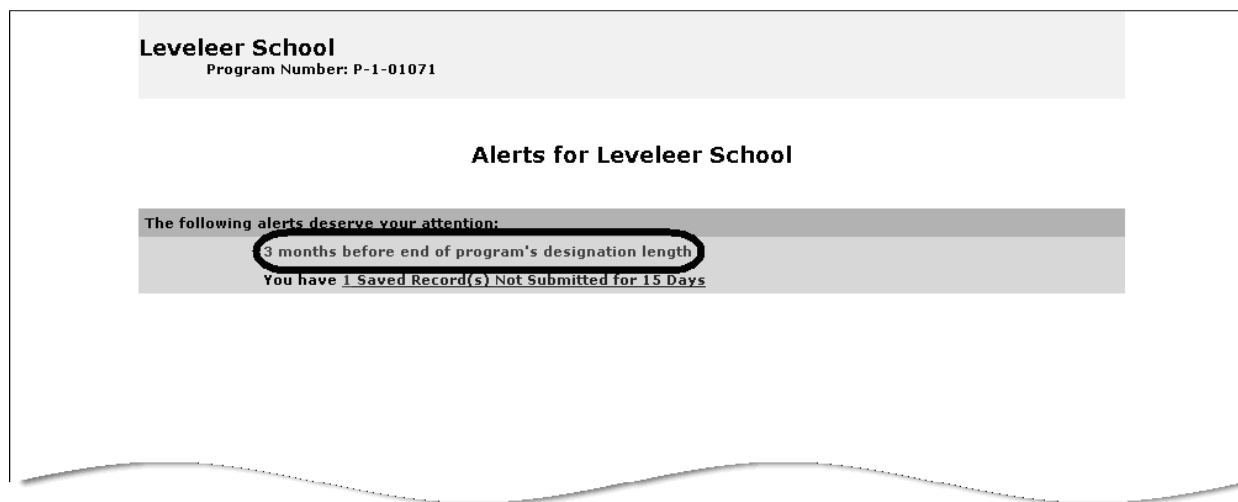 Leveleer School
Program Number: P-1-01071
Alerts for Leveleer School
The following alerts deserve your attention:
3 months before end of program's designation length
You have 1 Saved Record(s) Not Submitted for 15 Days